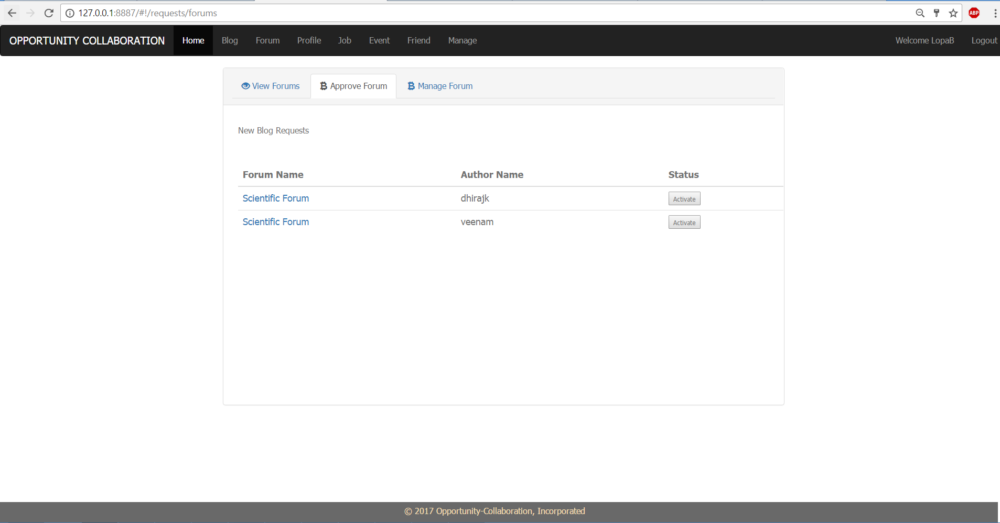 127.0.0.1:8887/#!/requests/forums
ABP
OPPORTUNITY COLLABORATION Home Blog Forum Profile Job Event Friend Manage Welcome LopaB Logout
View Forums Approve Forum Manage Forum
New Blog Requests
Forum Name Author Name Status
Scientific Forum dhirajk Activate
Scientific Forum veenam Activate
© 2017 Opportunity-Collaboration, Incorporated